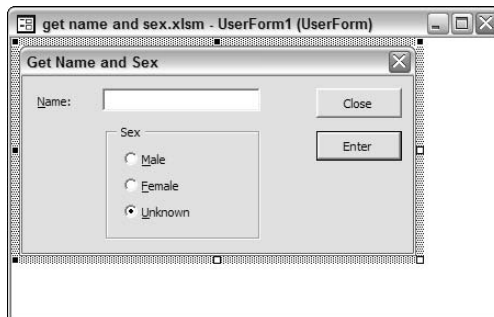 get name and sex.xlsm - UserForm1 (UserForm)
Get Name and Sex
Name:
Close
Sex
Enter
Male
Female
Unknown